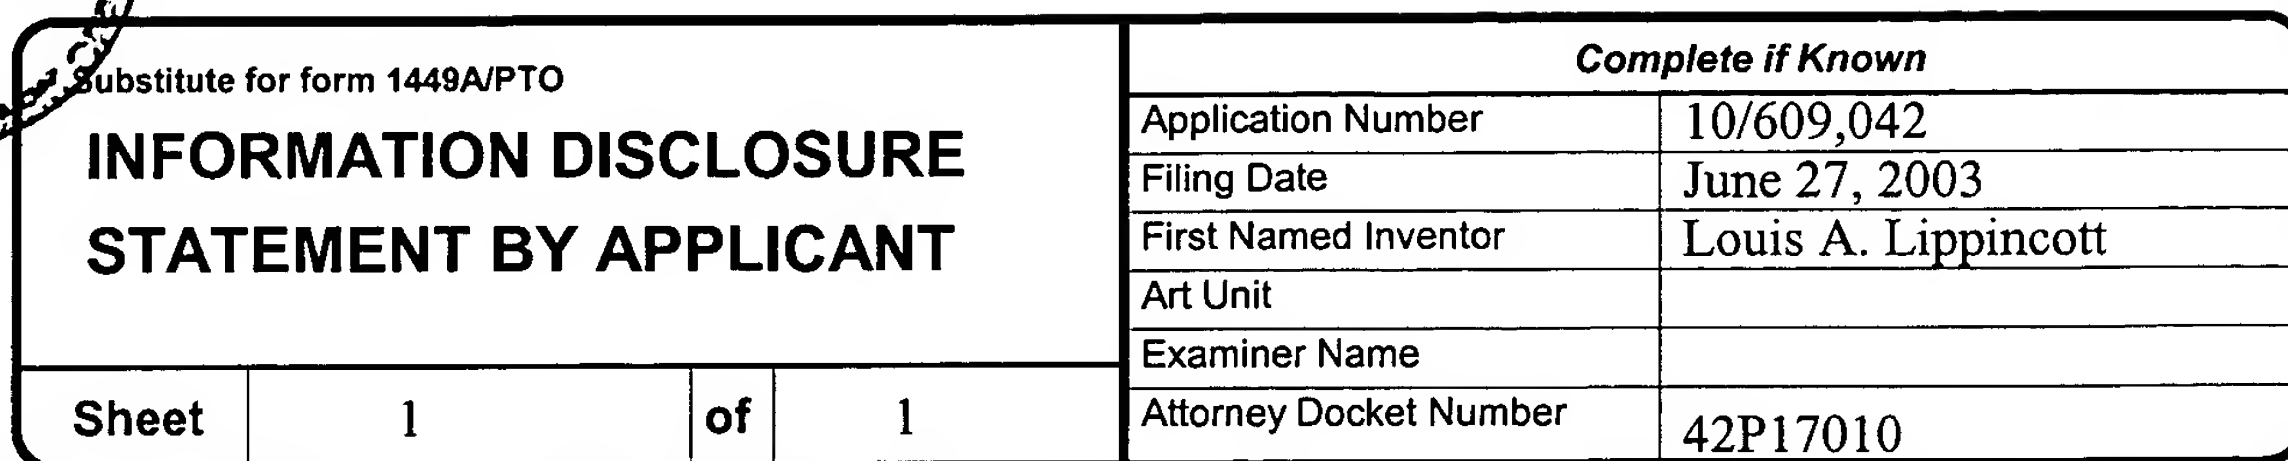 Substitute for form 1449A/PTO
INFORMATION DISCLOSURE
STATEMENT BY APPLICANT
Sheet 1 of 1
Complete if Known
Application Number 10/609,042
Filing Date June 27, 2003
First Named Inventor Louis A. Lippincott
Art Unit
Examiner Name
Attorney Docket Number 42P17010